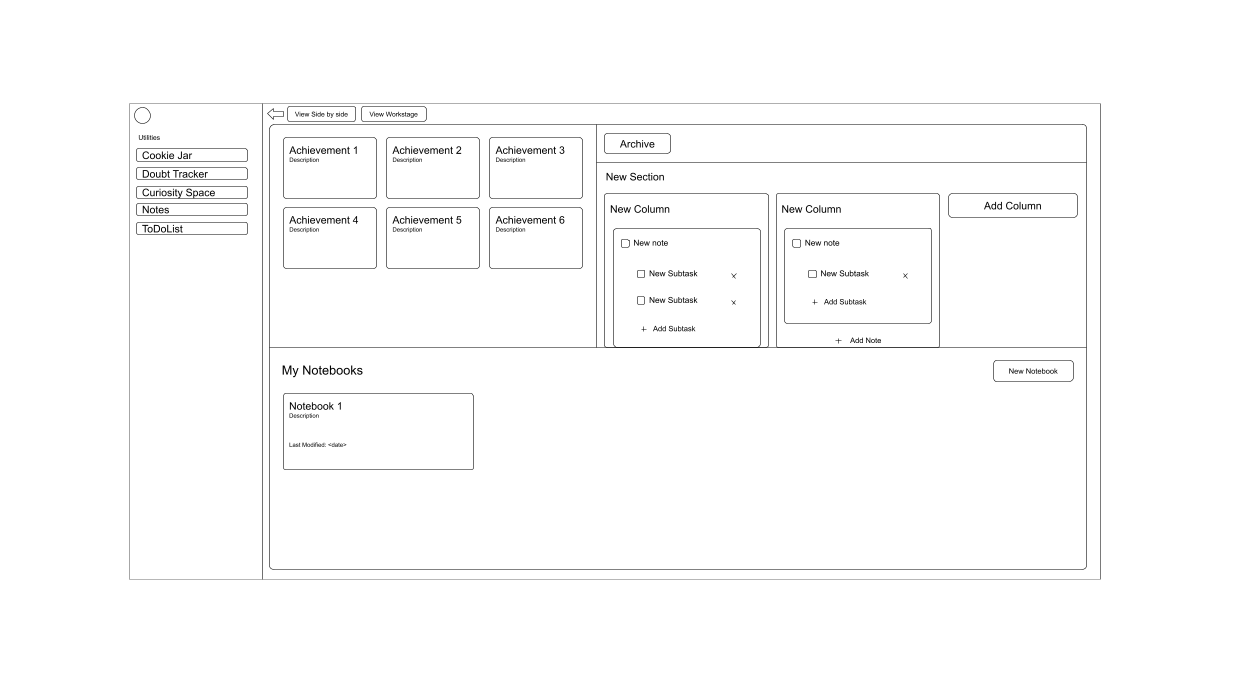 Utilities
Cookie Jar
Doubt Tracker
Curiosity Space
Notes
ToDoList
View Side by side
View Workstage
Achievement 1
Description
Achievement 2
Description
Achievement 3
Description
Achievement 4
Description
Achievement 5
Description
Achievement 6
Description
Archive
New Section
New Column
New note
New Subtask
New Subtask
+ Add Subtask
New Column
New note
New Subtask
+ Add Subtask
+ Add Note
Add Column
My Notebooks
New Notebook
Notebook 1
Description
Last Modified: <date>